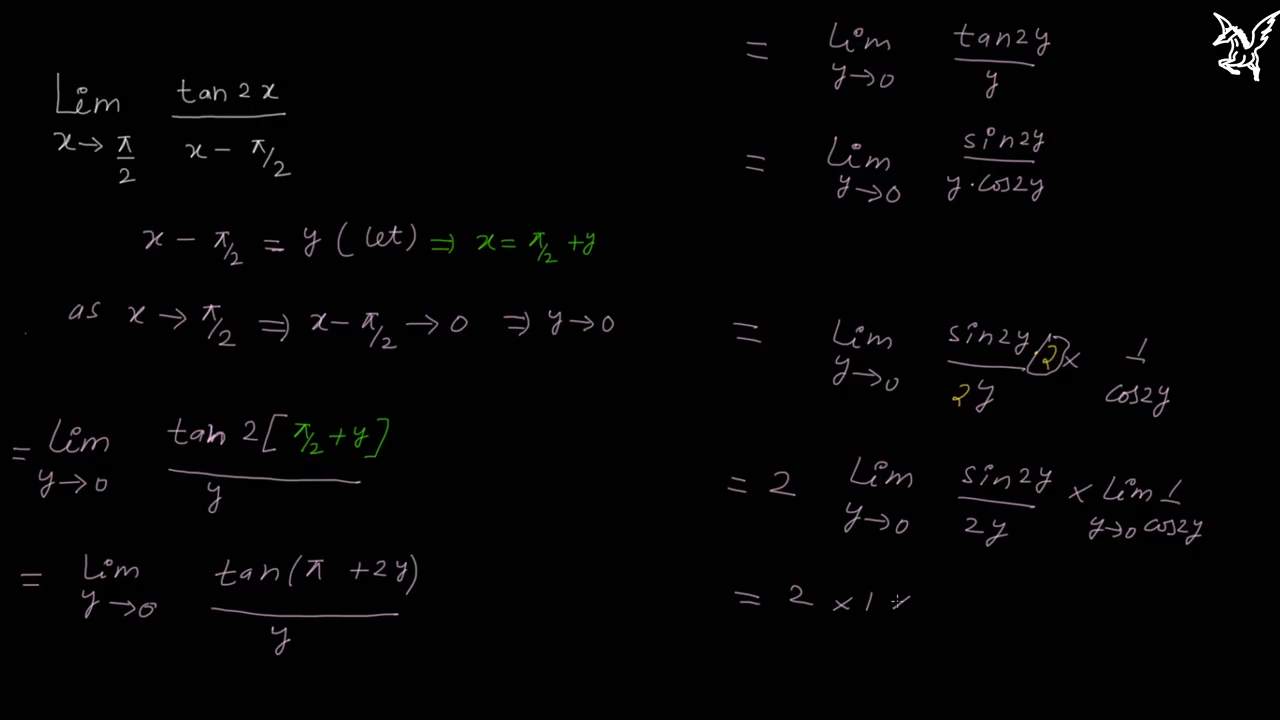 Lim x→π/2 tan2x / x - π/2
x - π/2 = y (let) ⇒ x = π/2 + y
as x → π/2 ⇒ x - π/2 → 0 ⇒ y → 0
= lim y→0 tan 2[π/2 + y] / y
= lim y→0 tan(π + 2y) / y
= lim y→0 tan2y / y
= lim y→0 sin2y / y·cos2y
= lim y→0 sin2y / 2y · 2 × 1 / cos2y
= 2 lim y→0 sin2y / 2y × lim y→0 1 / cos2y
= 2 × 1 ×